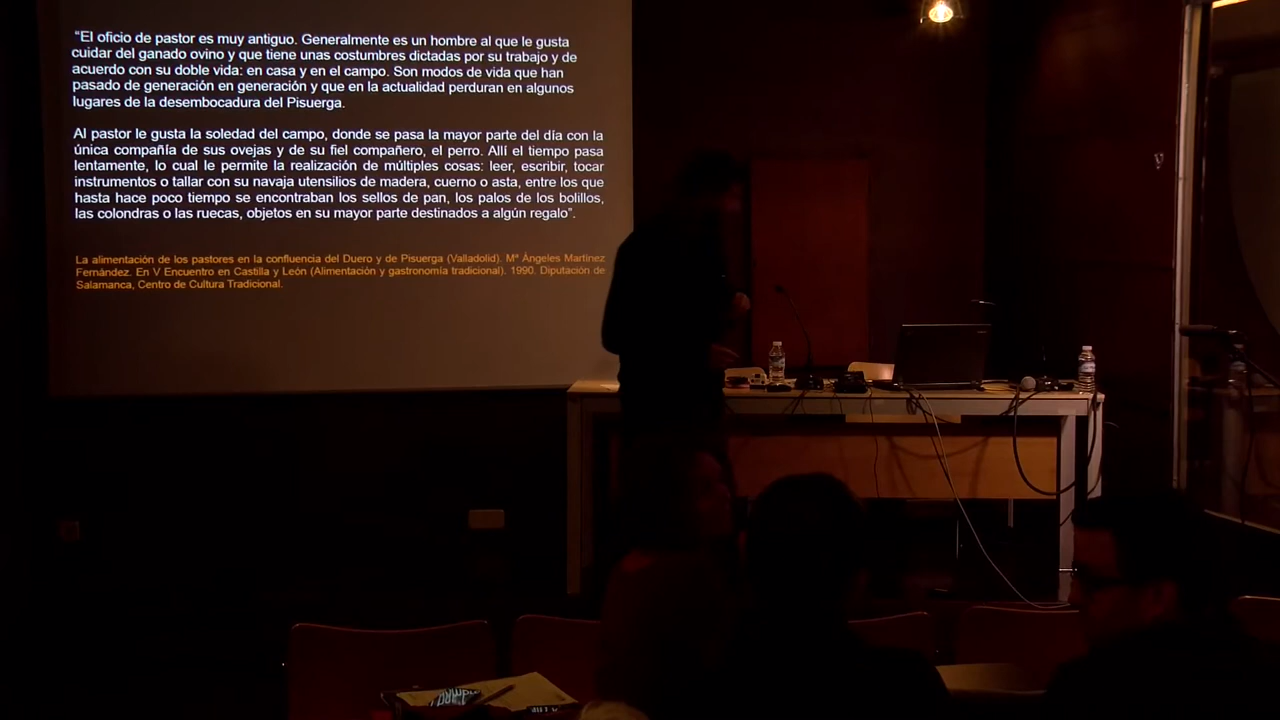 “El oficio de pastor es muy antiguo. Generalmente es un hombre al que le gusta
cuidar del ganado ovino y que tiene unas costumbres dictadas por su trabajo y de
acuerdo con su doble vida: en casa y en el campo. Son modos de vida que han
pasado de generación en generación y que en la actualidad perduran en algunos
lugares de la desembocadura del Pisuerga.
Al pastor le gusta la soledad del campo, donde se pasa la mayor parte del día con la
única compañía de sus ovejas y de su fiel compañero, el perro. Allí el tiempo pasa
lentamente, lo cual le permite la realización de múltiples cosas: leer, escribir, tocar
instrumentos o tallar con su navaja utensilios de madera, cuerno o asta, entre los que
hasta hace poco tiempo se encontraban los sellos de pan, los palos de los bolillos,
las colondras o las ruecas, objetos en su mayor parte destinados a algún regalo”.
La alimentación de los pastores en la confluencia del Duero y de Pisuerga (Valladolid). Mª Ángeles Martínez
Fernández. En V Encuentro en Castilla y León (Alimentación y gastronomía tradicional). 1990. Diputación de
Salamanca, Centro de Cultura Tradicional.